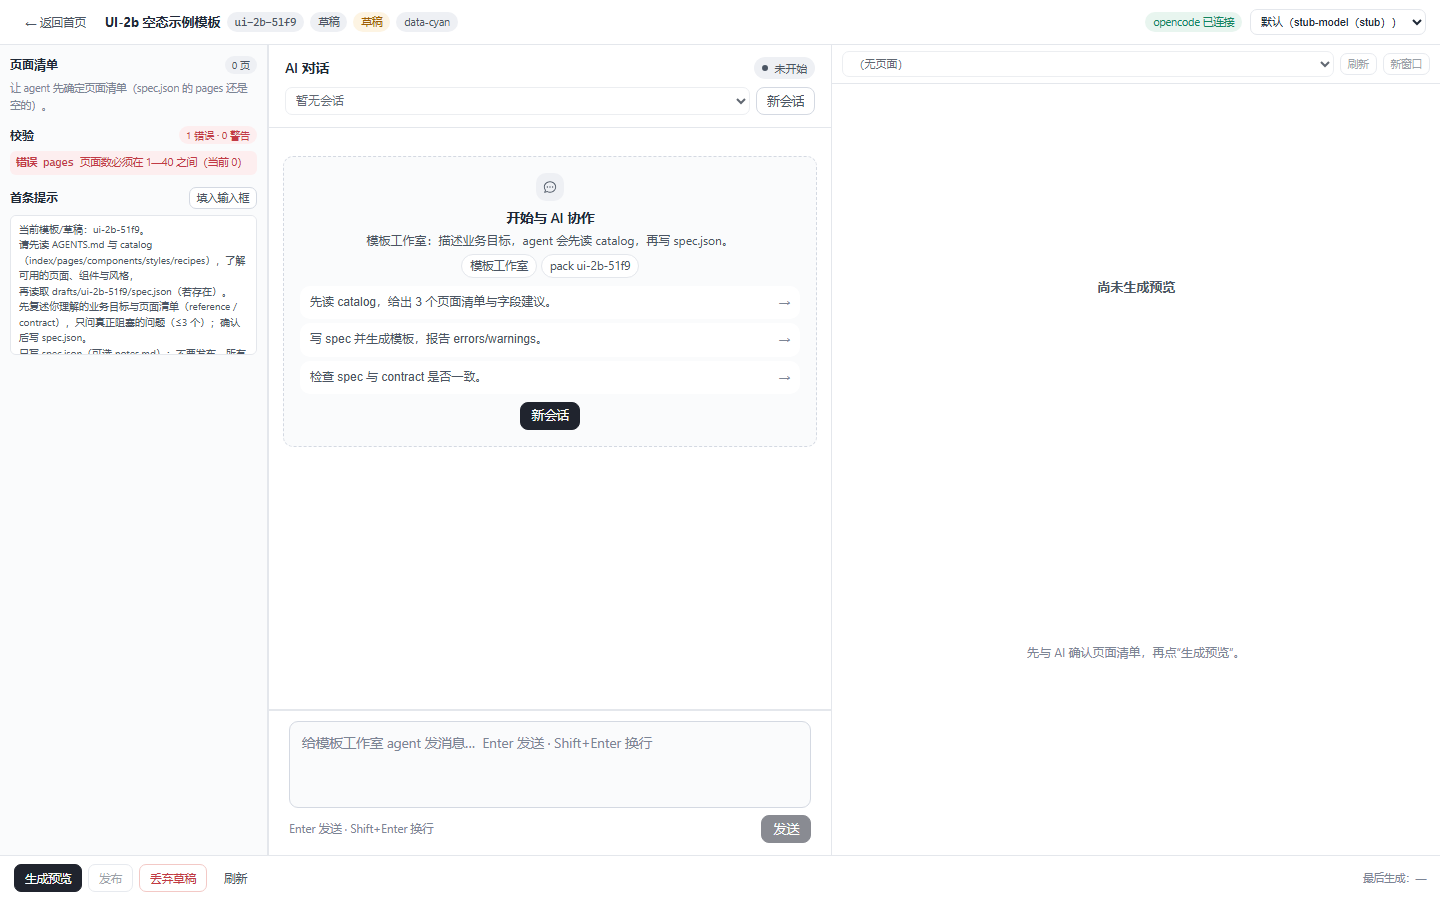 ← 返回首页 UI-2b 空态示例模板 ui-2b-51f9 草稿 草稿 data-cyan opencode 已连接 默认（stub-model（stub））
页面清单 0 页
让 agent 先确定页面清单（spec.json 的 pages 还是
空的）。
校验 1 错误 · 0 警告
错误 pages 页面数必须在 1—40 之间（当前 0）
首条提示 填入输入框
当前模板/草稿：ui-2b-51f9。
请先读 AGENTS.md 与 catalog
（index/pages/components/styles/recipes），了解
可用的页面、组件与风格，
再读取 drafts/ui-2b-51f9/spec.json（若存在）。
先复述你理解的业务目标与页面清单（reference /
contract），只问真正阻塞的问题（≤3 个）；确认
后写 spec.json。
只写 spec.json（可选 notes.md）；不要发布。所有
AI 对话 未开始
暂无会话 新会话
开始与 AI 协作
模板工作室：描述业务目标，agent 会先读 catalog，再写 spec.json。
模板工作室 pack ui-2b-51f9
先读 catalog，给出 3 个页面清单与字段建议。 →
写 spec 并生成模板，报告 errors/warnings。 →
检查 spec 与 contract 是否一致。 →
新会话
给模板工作室 agent 发消息… Enter 发送 · Shift+Enter 换行
Enter 发送 · Shift+Enter 换行 发送
（无页面） 刷新 新窗口
尚未生成预览
先与 AI 确认页面清单，再点“生成预览”。
生成预览 发布 丢弃草稿 刷新 最后生成：—